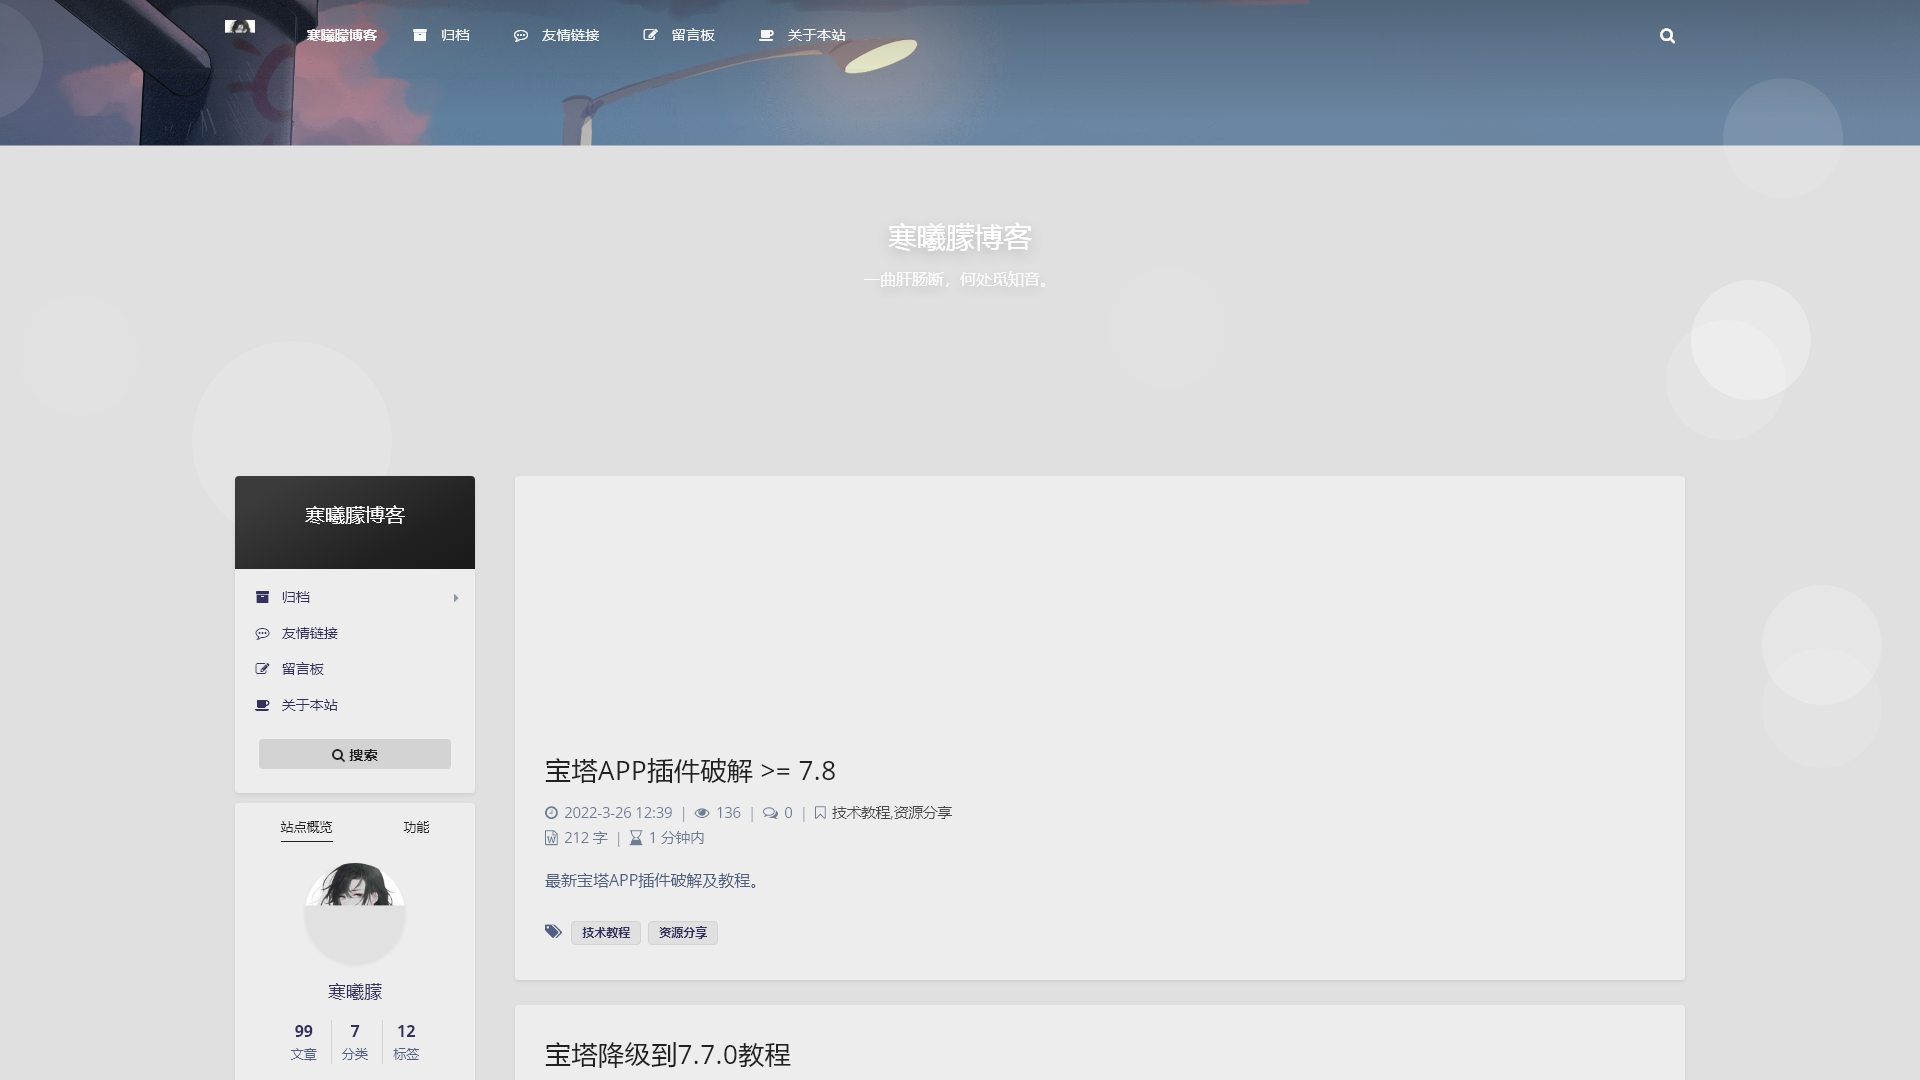 寒曦朦博客 归档 友情链接 留言板 关于本站
寒曦朦博客
一曲肝肠断，何处觅知音。
寒曦朦博客
归档
友情链接
留言板
关于本站
搜索
站点概览 功能
寒曦朦
99 7 12
文章 分类 标签
宝塔APP插件破解 >= 7.8
2022-3-26 12:39 | 136 | 0 | 技术教程,资源分享
212 字 | 1 分钟内
最新宝塔APP插件破解及教程。
技术教程 资源分享
宝塔降级到7.7.0教程